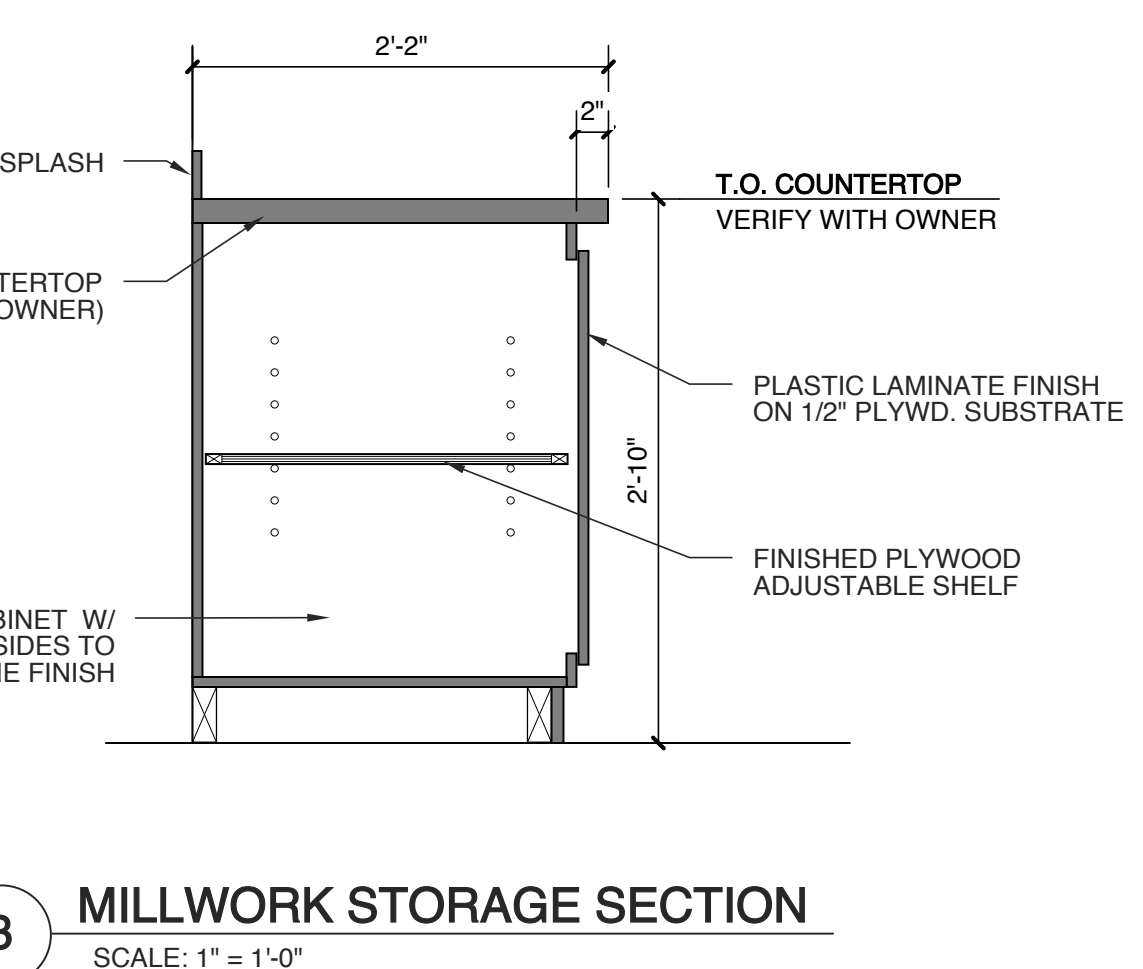 2'-2"
2"
SPLASH
T.O. COUNTERTOP
VERIFY WITH OWNER
TERTOP
OWNER)
PLASTIC LAMINATE FINISH
ON 1/2" PLYWD. SUBSTRATE
2'-10"
FINISHED PLYWOOD
ADJUSTABLE SHELF
BINET W/
SIDES TO
FINISH
MILLWORK STORAGE SECTION
SCALE: 1" = 1'-0"